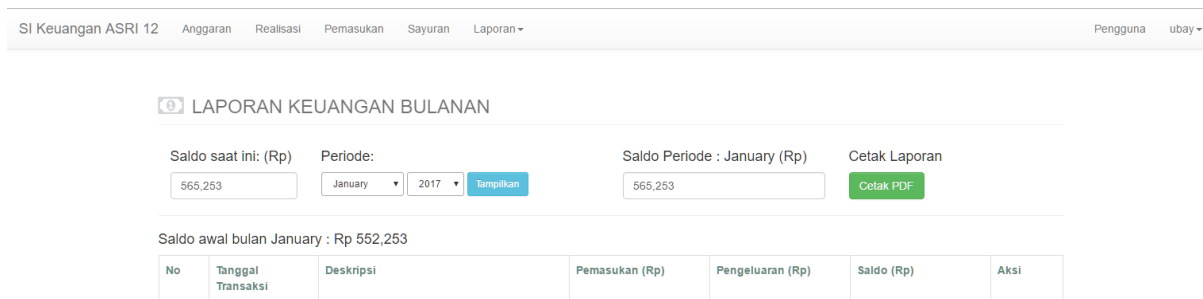 SI Keuangan ASRI 12 Anggaran Realisasi Pemasukan Sayuran Laporan Pengguna ubay
LAPORAN KEUANGAN BULANAN
Saldo saat ini: (Rp) Periode: Saldo Periode : January (Rp) Cetak Laporan
565,253 January 2017 Tampilkan 565,253 Cetak PDF
Saldo awal bulan January : Rp 552,253
No Tanggal Deskripsi Pemasukan (Rp) Pengeluaran (Rp) Saldo (Rp) Aksi
Transaksi